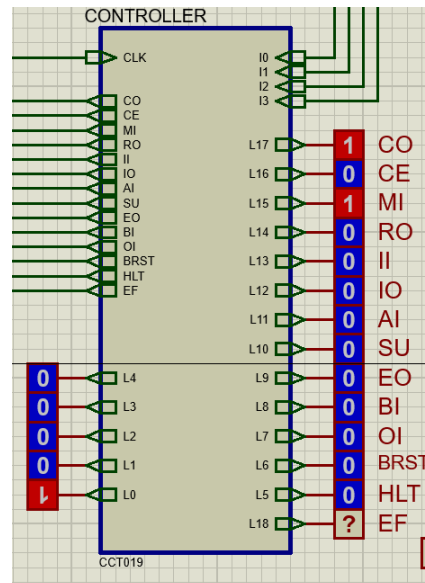 CONTROLLER
CLK I0
I1
I2
CO I3
CE
MI
RO L17 1 CO
II
IO L16 0 CE
AI
SU L15 1 MI
EO
BI L14 0 RO
OI
BRST L13 0 II
HLT
EF L12 0 IO
L11 0 AI
L10 0 SU
0 L4 L9 0 EO
0 L3 L8 0 BI
0 L2 L7 0 OI
0 L1 L6 0 BRST
1 L0 L5 0 HLT
L18 ? EF
CCT019